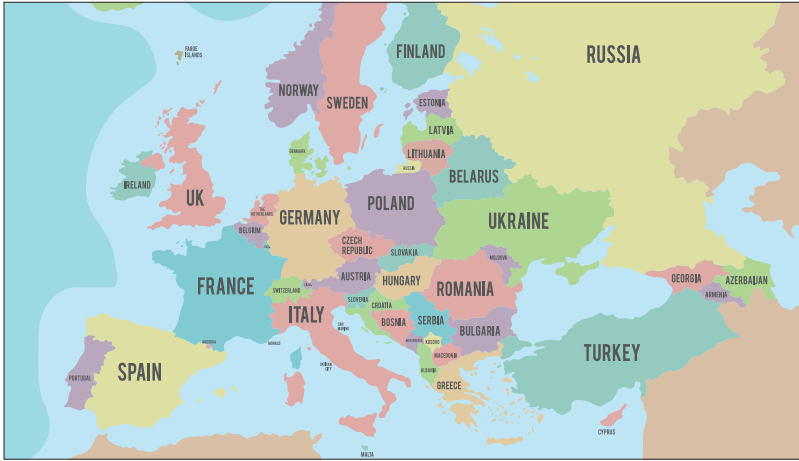 FAROE
ISLANDS
FINLAND
RUSSIA
NORWAY
SWEDEN
ESTONIA
LATVIA
DENMARK
LITHUANIA
RUSSIA
IRELAND
UK
BELARUS
THE
NETHERLANDS
GERMANY
POLAND
UKRAINE
BELGIUM
CZECH
REPUBLIC
SLOVAKIA
MOLDOVA
FRANCE
SWITZERLAND
AUSTRIA
HUNGARY
ROMANIA
GEORGIA
AZERBAIJAN
ARMENIA
SLOVENIA
CROATIA
ITALY
SAN
MARINO
BOSNIA
SERBIA
BULGARIA
MONACO
ANDORRA
MONTENEGRO
KOSOVO
MACEDONIA
TURKEY
VATICAN
CITY
ALBANIA
SPAIN
PORTUGAL
GREECE
CYPRUS
MALTA